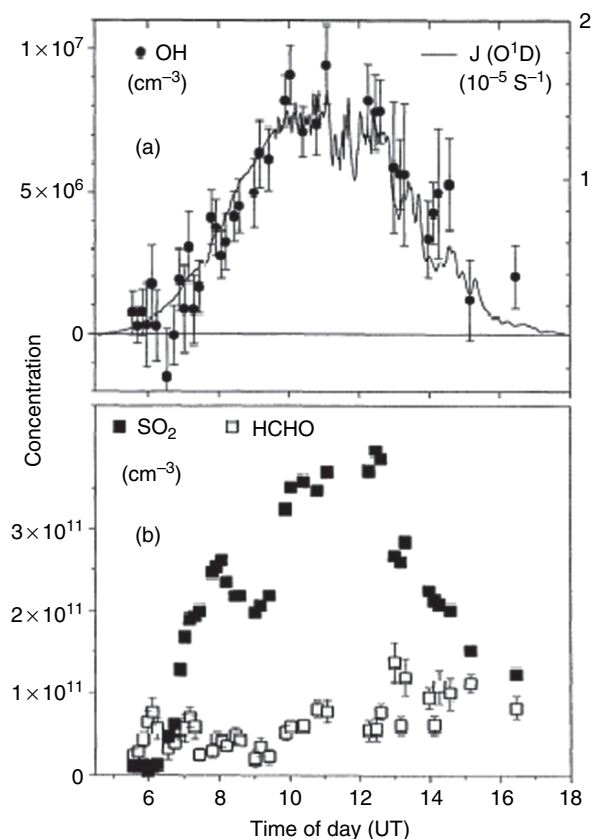 2
1×10⁷
OH
(cm⁻³)
J (O¹D)
(10⁻⁵ S⁻¹)
(a)
5×10⁶
1
0
Concentration
SO₂
HCHO
(cm⁻³)
(b)
3×10¹¹
2×10¹¹
1×10¹¹
0
6 8 10 12 14 16 18
Time of day (UT)